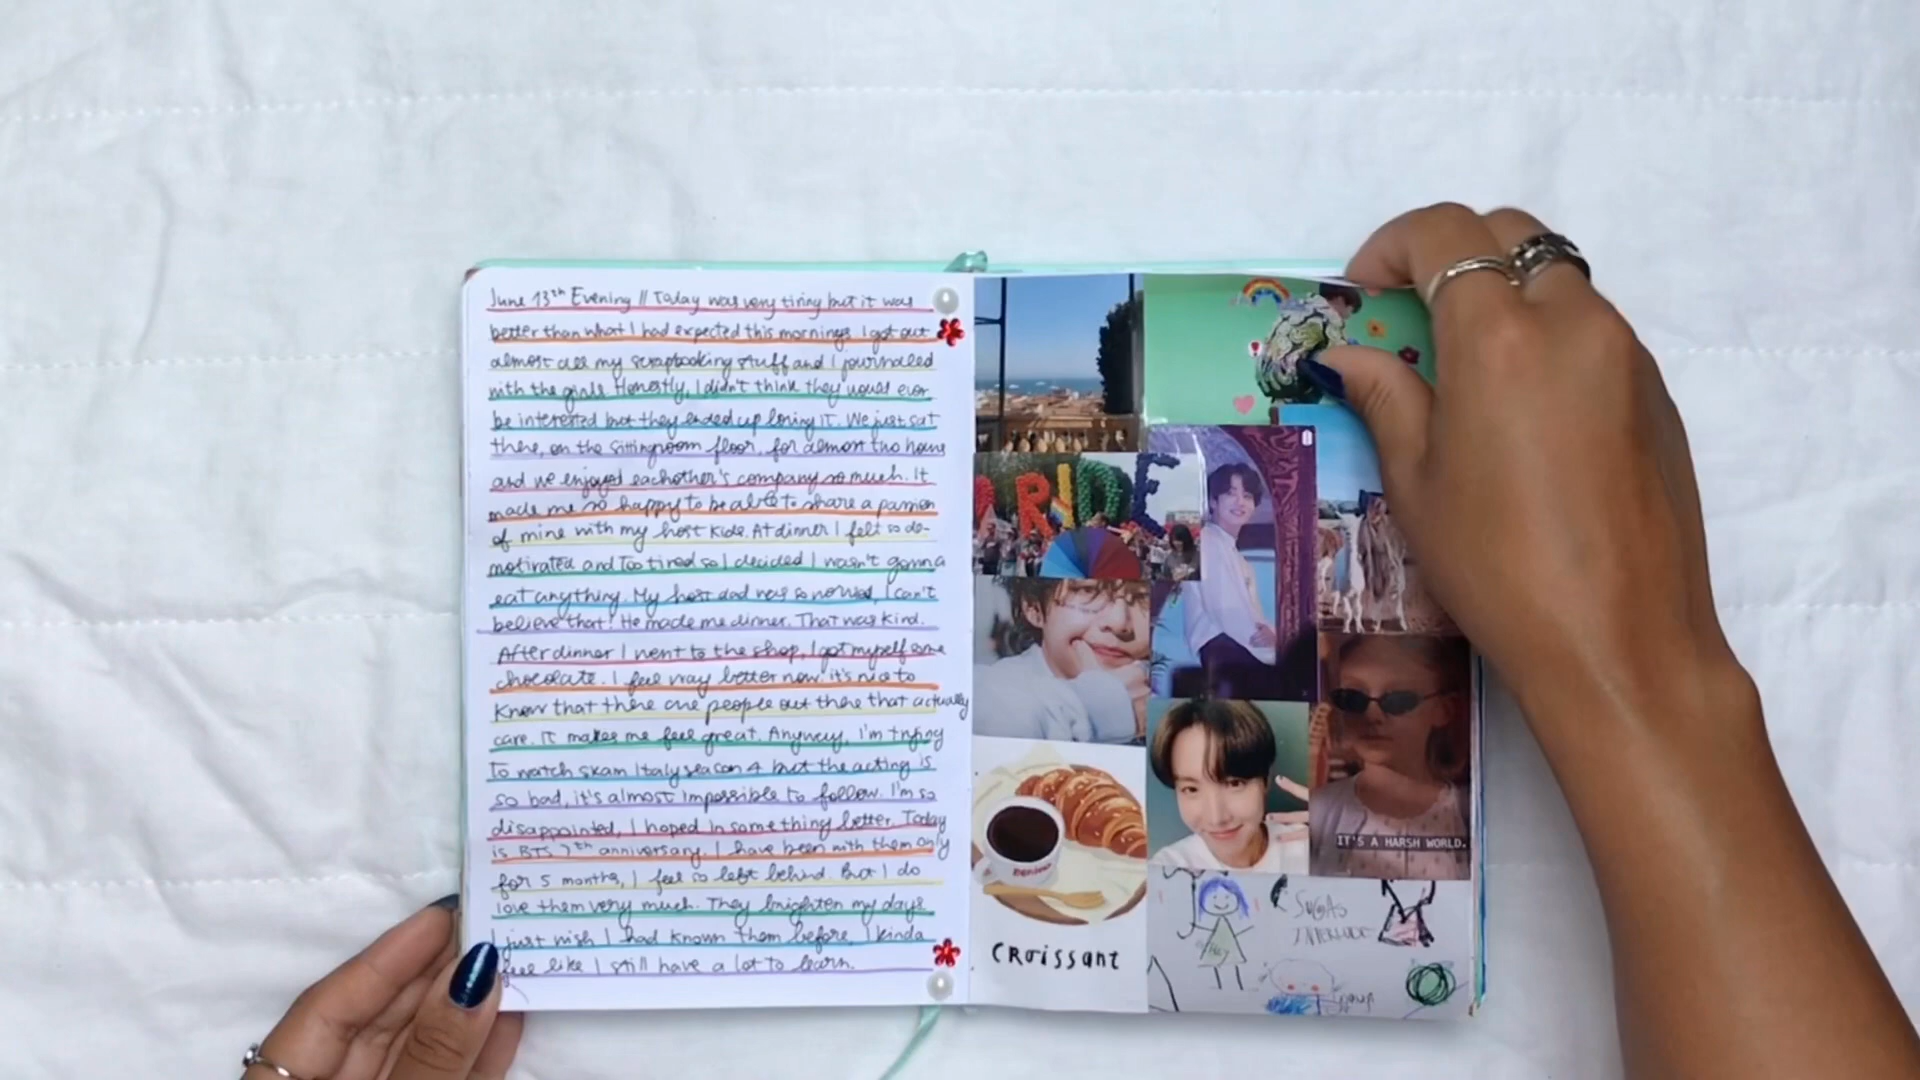 June 13th Evening // Today was very tiring but it was
better than what I had expected this morning. I got out
almost all my scrapbooking stuff and I journaled
with the girls. Honestly, I didn't think they would ever
be interested but they ended up loving it. We just sat
there, on the sittingroom floor, for almost two hours
and we enjoyed eachother's company so much. It
made me so happy to be able to share a passion
of mine with my host kids. At dinner I felt so de-
motivated and too tired so I decided I wasn't gonna
eat anything. My host dad was so worried, I can't
believe that! He made me dinner. That was kind.
After dinner I went to the shop, I got myself some
chocolate. I feel way better now. it's nice to
know that there are people out there that actually
care. It makes me feel great. Anyway, I'm trying
to watch Skam Italy season 4 but the acting is
so bad, it's almost impossible to follow. I'm so
disappointed, I hoped in something better. Today
is BTS 7th anniversary. I have been with them only
for 5 months, I feel so left behind. But I do
love them very much. They brighten my days.
I just wish I had known them before, I kinda
feel like I still have a lot to learn.
PRIDE
IT'S A HARSH WORLD.
CRoissant
SUGAS
INTERLUDE